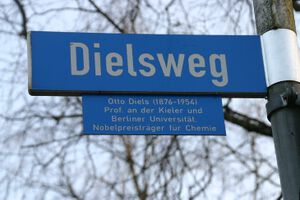 Dielsweg
Otto Diels (1876-1954)
Prof. an der Kieler und
Berliner Universität.
Nobelpreisträger für Chemie